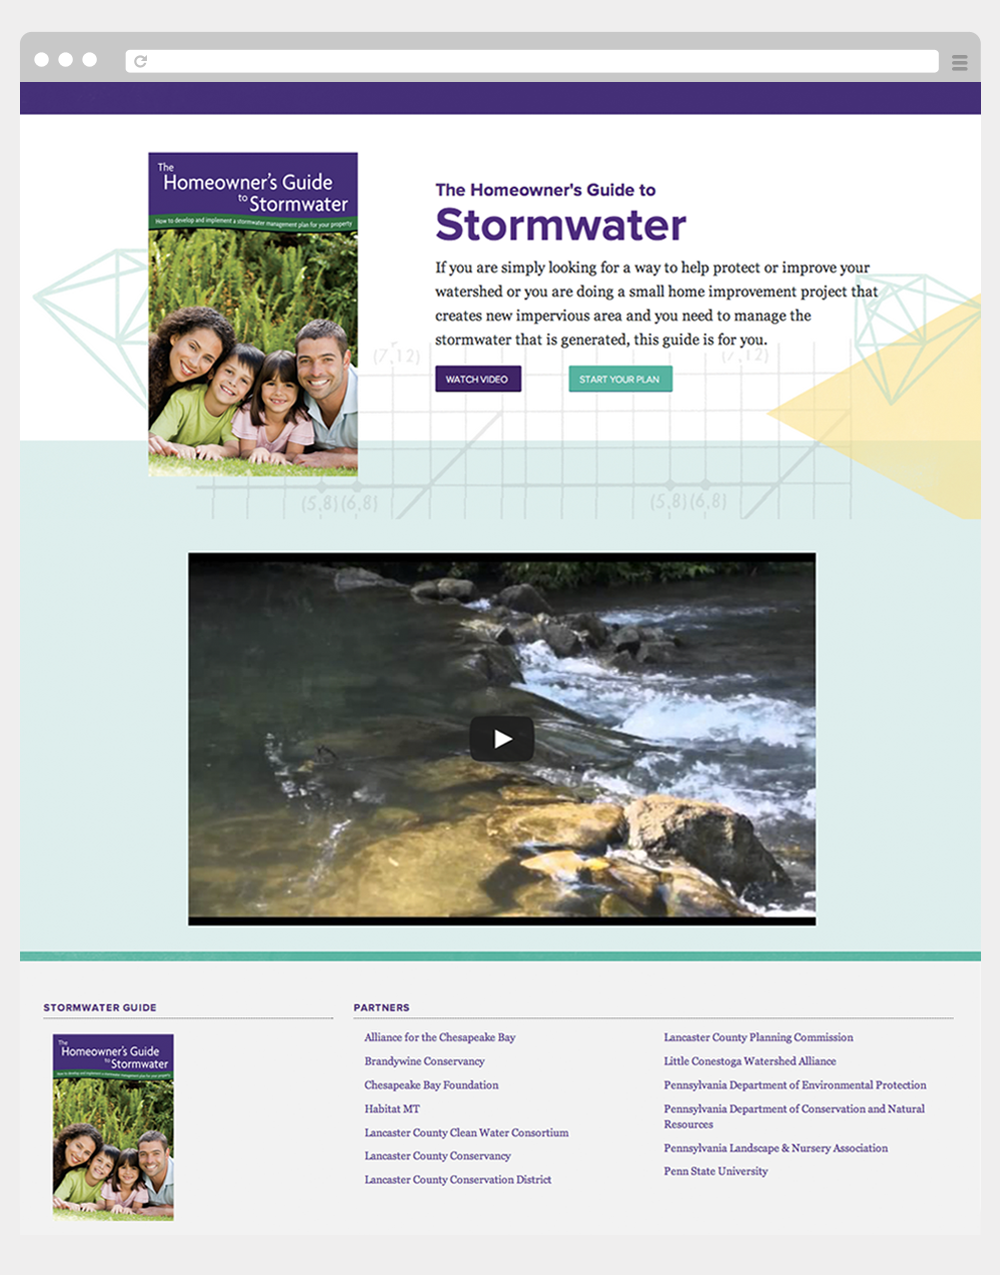 The
Homeowner's Guide
to Stormwater
How to develop and implement a stormwater management plan for your property
The Homeowner's Guide to
Stormwater
If you are simply looking for a way to help protect or improve your
watershed or you are doing a small home improvement project that
creates new impervious area and you need to manage the
stormwater that is generated, this guide is for you.
(7,12)
(7,12)
WATCH VIDEO
START YOUR PLAN
(5,8)(6,8)
(5,8)(6,8)
STORMWATER GUIDE
The
Homeowner's Guide
to Stormwater
How to develop and implement a stormwater management plan for your property
PARTNERS
Alliance for the Chesapeake Bay
Brandywine Conservancy
Chesapeake Bay Foundation
Habitat MT
Lancaster County Clean Water Consortium
Lancaster County Conservancy
Lancaster County Conservation District
Lancaster County Planning Commission
Little Conestoga Watershed Alliance
Pennsylvania Department of Environmental Protection
Pennsylvania Department of Conservation and Natural
Resources
Pennsylvania Landscape & Nursery Association
Penn State University